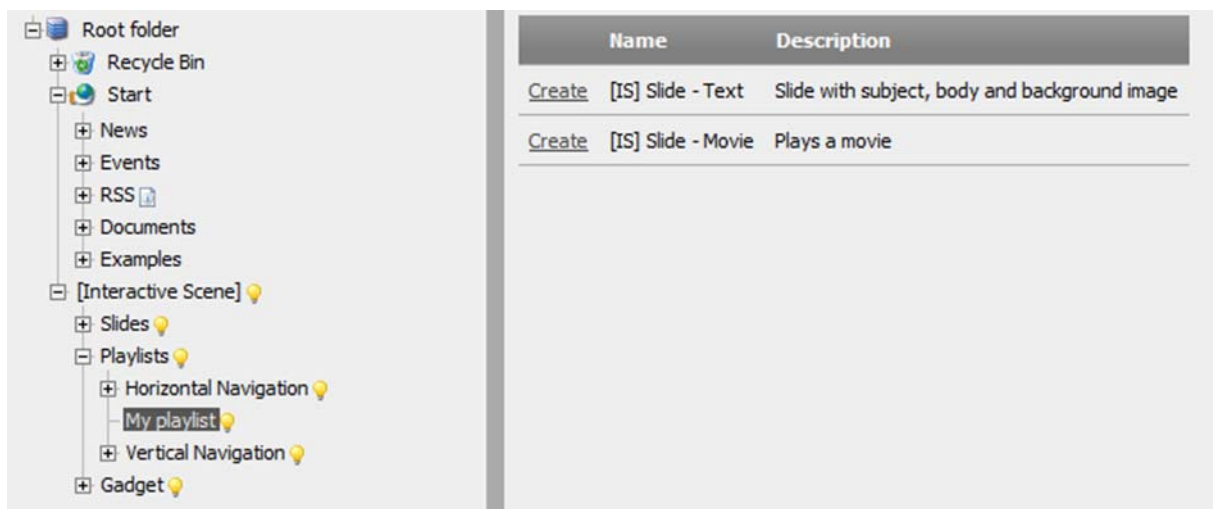 Root folder
Recycle Bin
Start
News
Events
RSS
Documents
Examples
[Interactive Scene]
Slides
Playlists
Horizontal Navigation
My playlist
Vertical Navigation
Gadget
Name Description
Create [IS] Slide - Text Slide with subject, body and background image
Create [IS] Slide - Movie Plays a movie